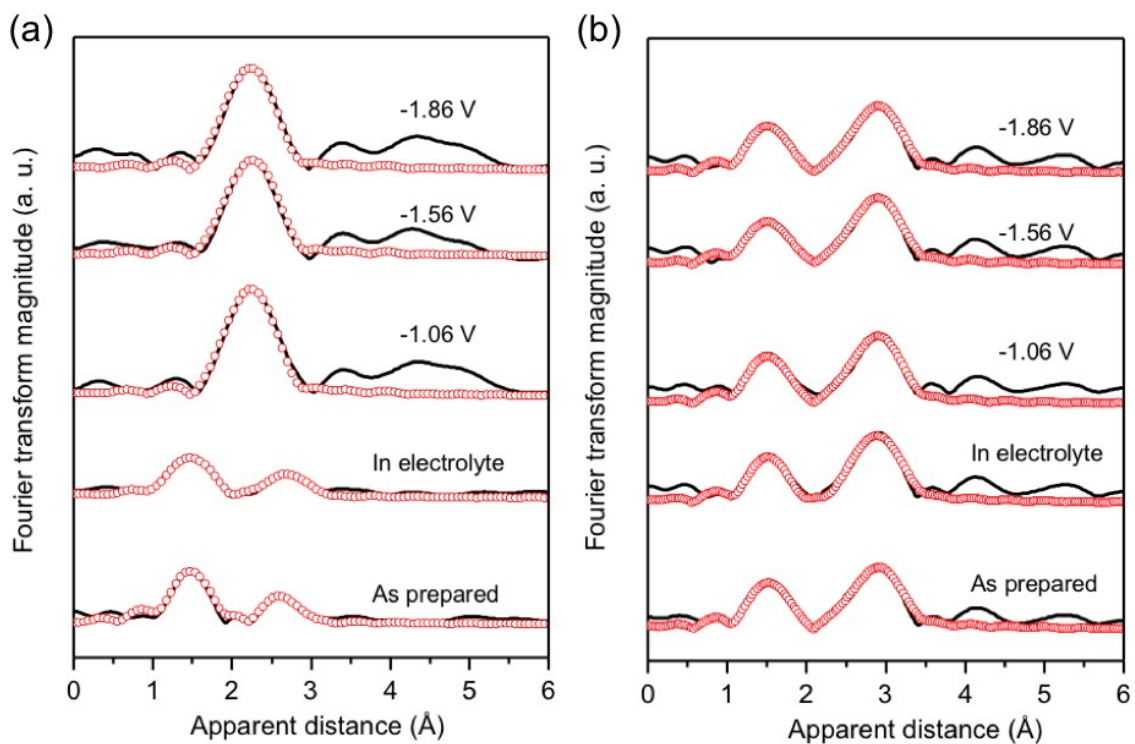 (a)
Fourier transform magnitude (a. u.)
-1.86 V
-1.56 V
-1.06 V
In electrolyte
As prepared
0 1 2 3 4 5 6
Apparent distance (Å)
(b)
Fourier transform magnitude (a. u.)
-1.86 V
-1.56 V
-1.06 V
In electrolyte
As prepared
0 1 2 3 4 5 6
Apparent distance (Å)